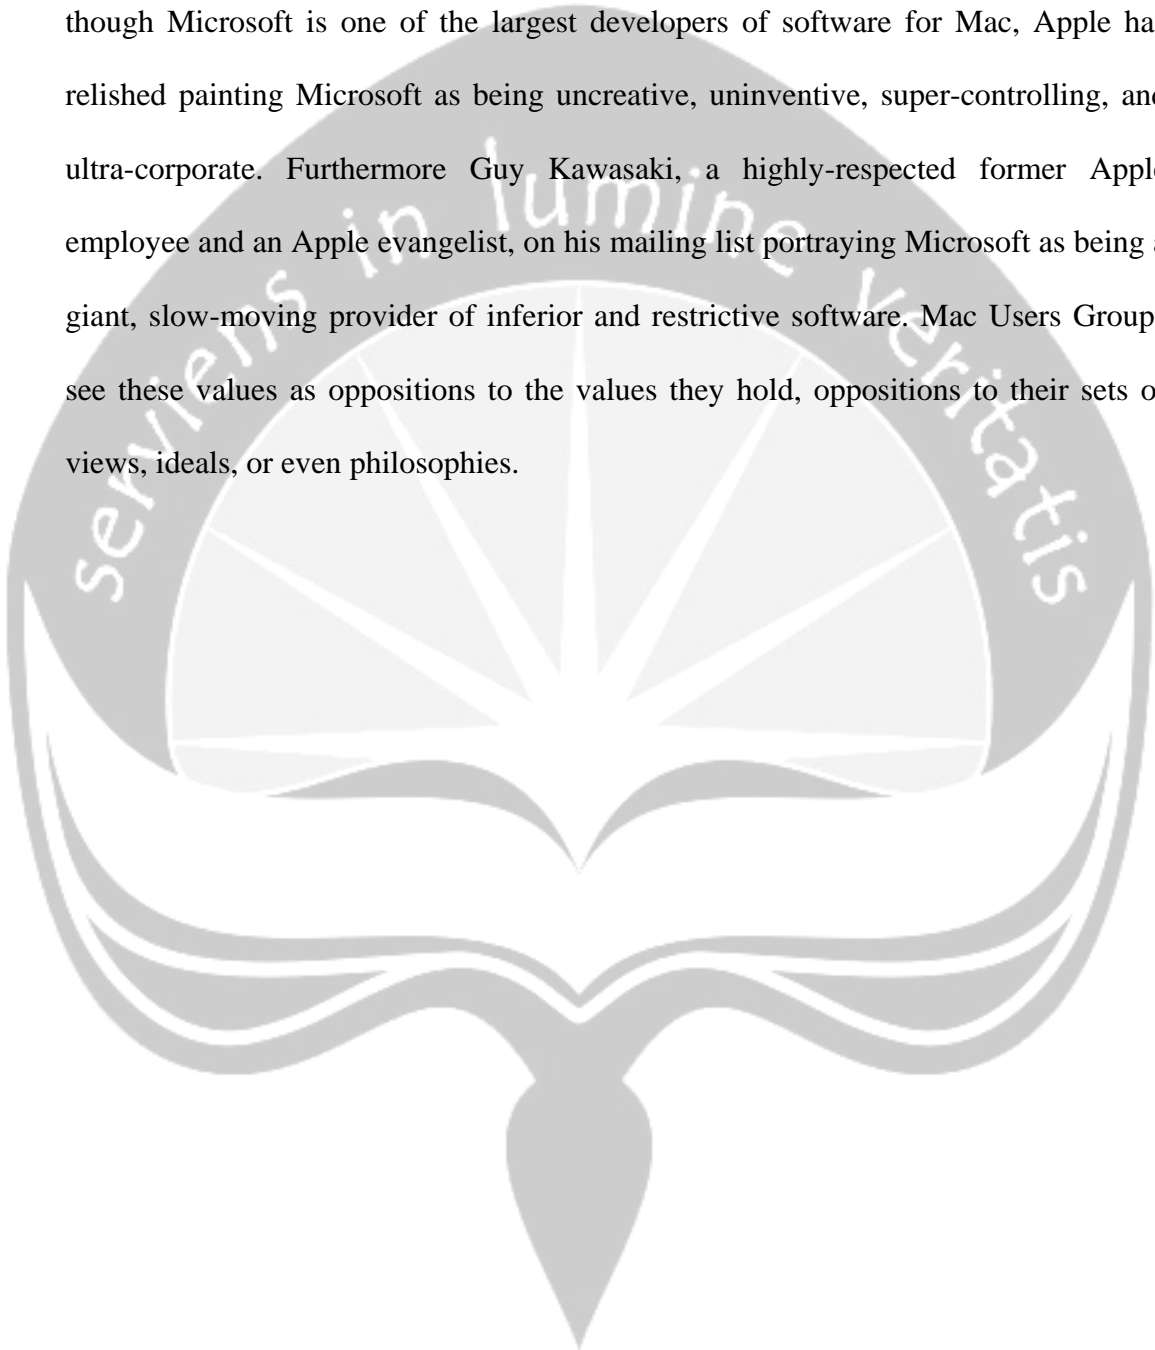 though Microsoft is one of the largest developers of software for Mac, Apple ha
relished painting Microsoft as being uncreative, uninventive, super-controlling, and
ultra-corporate. Furthermore Guy Kawasaki, a highly-respected former Apple
employee and an Apple evangelist, on his mailing list portraying Microsoft as being a
giant, slow-moving provider of inferior and restrictive software. Mac Users Group
see these values as oppositions to the values they hold, oppositions to their sets o
views, ideals, or even philosophies.
serviens in lumine veritatis